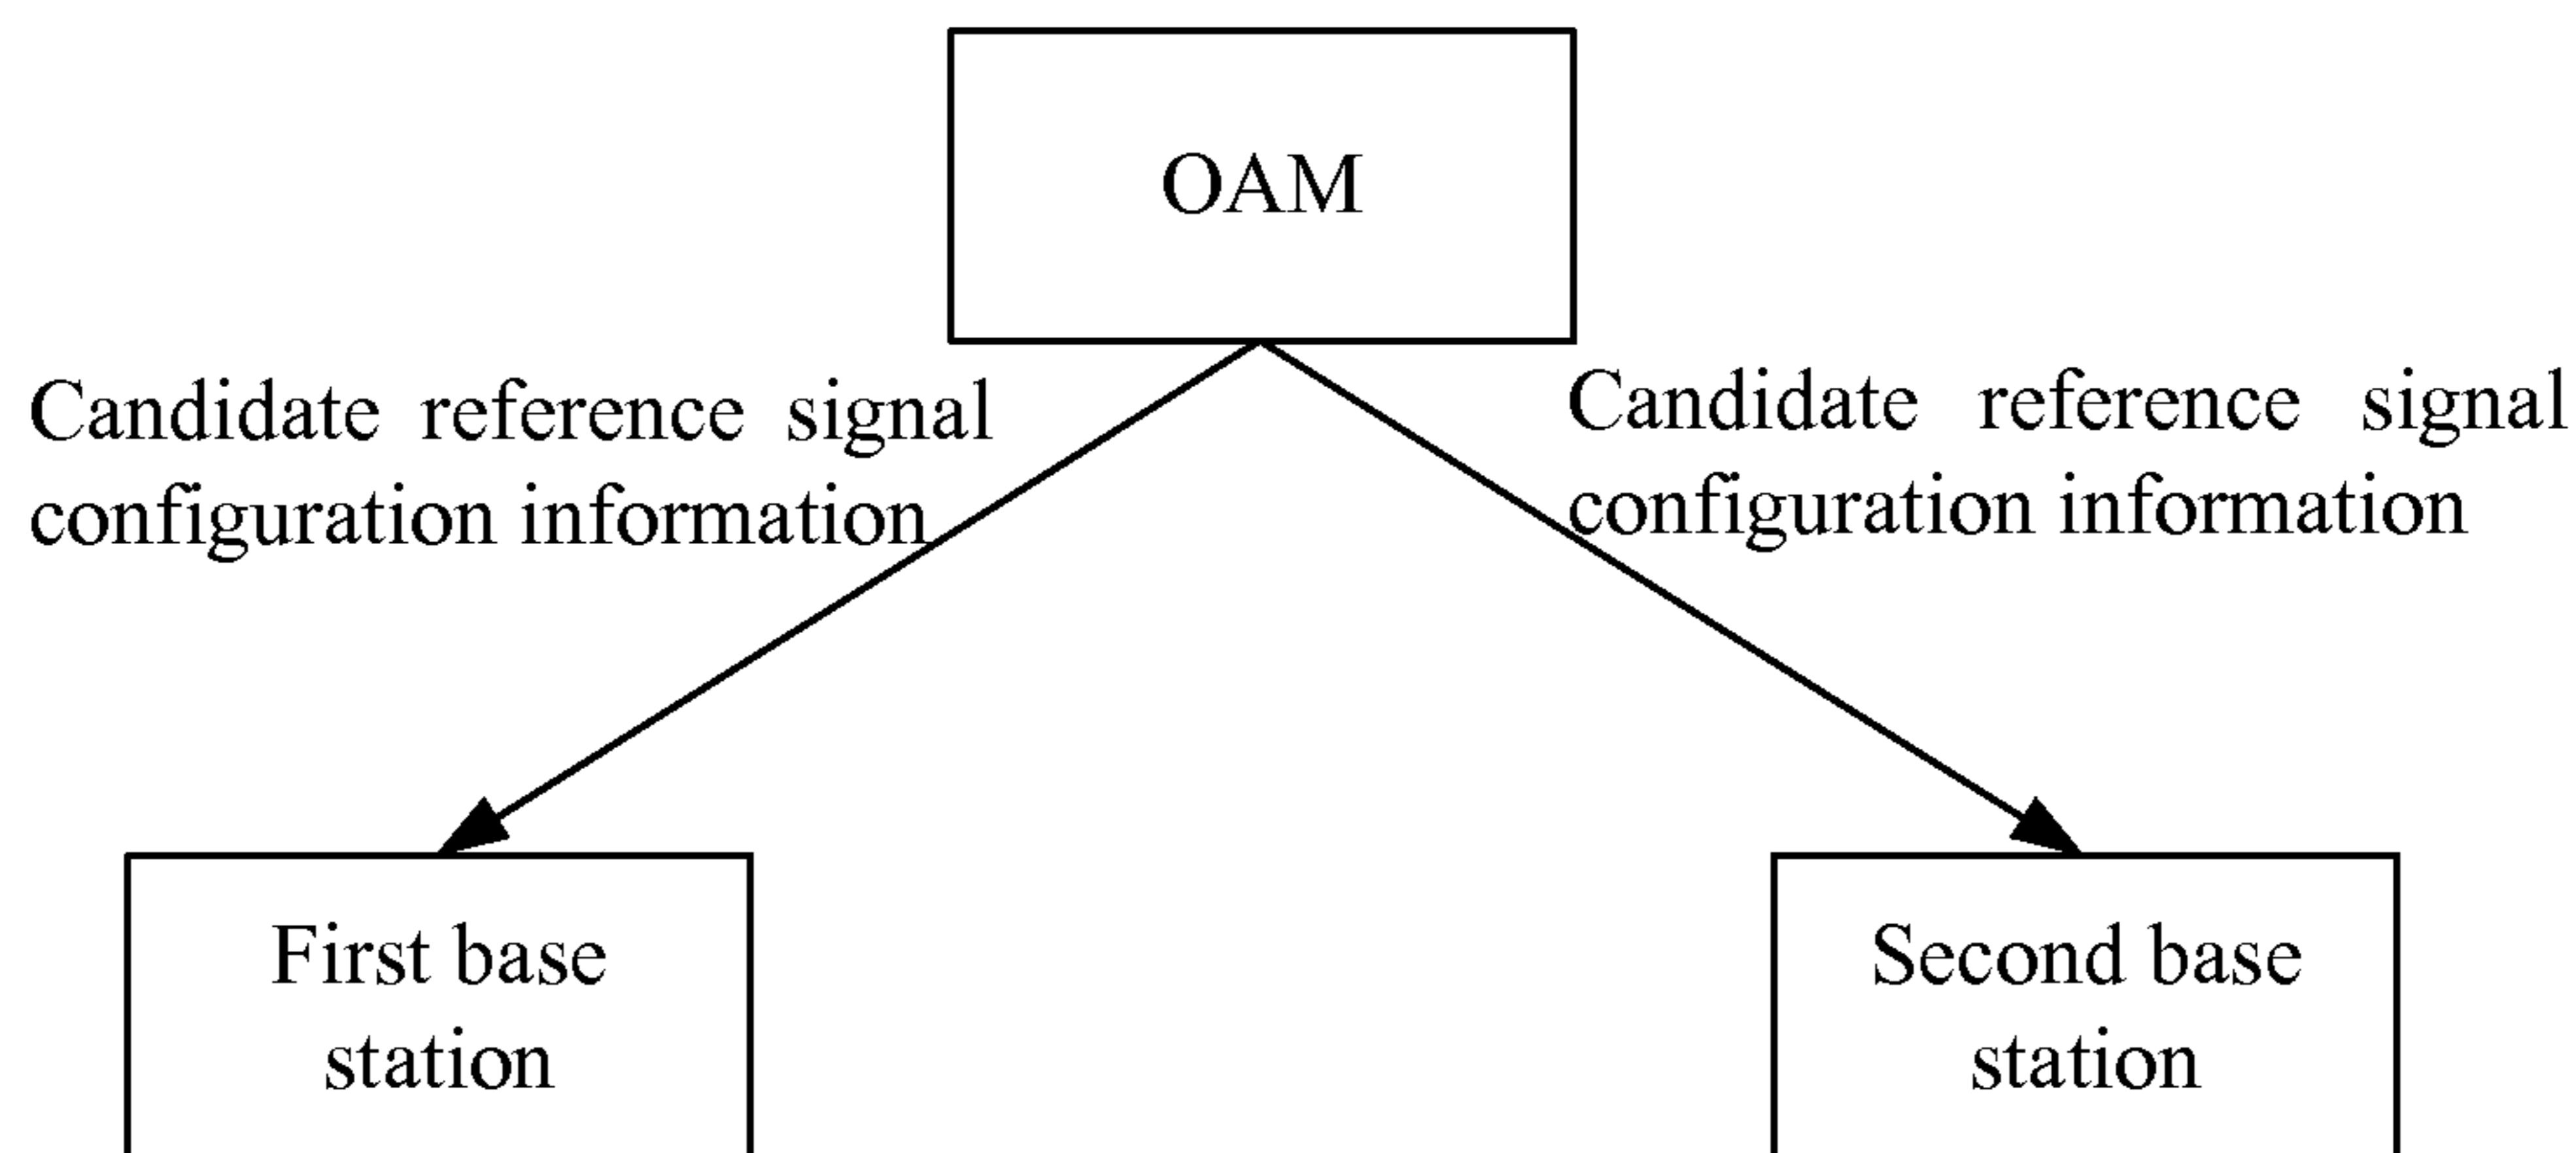 OAM
Candidate reference signal
configuration information
Candidate reference signal
configuration information
First base
station
Second base
station